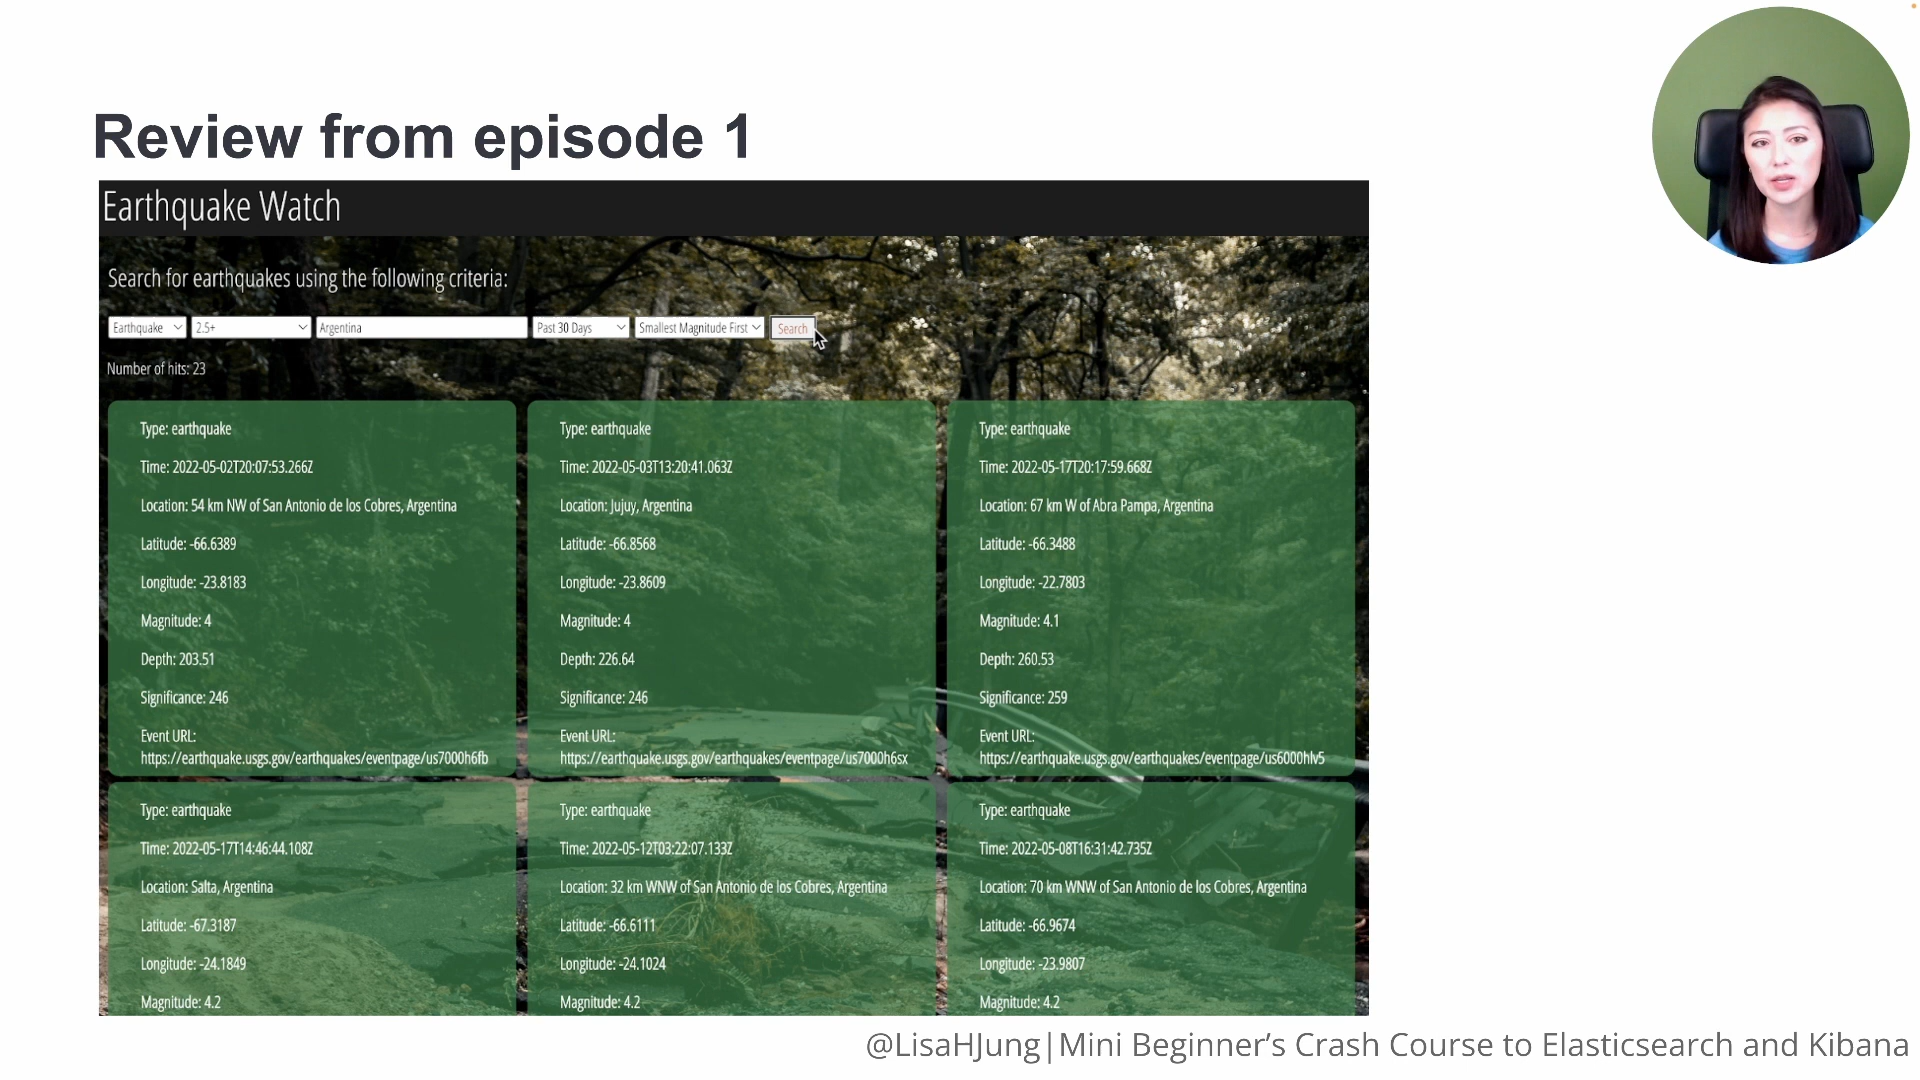 Review from episode 1
Earthquake Watch
Search for earthquakes using the following criteria:
Earthquake 2.5+ Argentina Past 30 Days Smallest Magnitude First Search
Number of hits: 23
Type: earthquake
Time: 2022-05-02T20:07:53.266Z
Location: 54 km NW of San Antonio de los Cobres, Argentina
Latitude: -66.6389
Longitude: -23.8183
Magnitude: 4
Depth: 203.51
Significance: 246
Event URL:
https://earthquake.usgs.gov/earthquakes/eventpage/us7000h6fb
Type: earthquake
Time: 2022-05-03T13:20:41.063Z
Location: Jujuy, Argentina
Latitude: -66.8568
Longitude: -23.8609
Magnitude: 4
Depth: 226.64
Significance: 246
Event URL:
https://earthquake.usgs.gov/earthquakes/eventpage/us7000h6sx
Type: earthquake
Time: 2022-05-17T20:17:59.668Z
Location: 67 km W of Abra Pampa, Argentina
Latitude: -66.3488
Longitude: -22.7803
Magnitude: 4.1
Depth: 260.53
Significance: 259
Event URL:
https://earthquake.usgs.gov/earthquakes/eventpage/us6000hlv5
Type: earthquake
Time: 2022-05-17T14:46:44.108Z
Location: Salta, Argentina
Latitude: -67.3187
Longitude: -24.1849
Magnitude: 4.2
Type: earthquake
Time: 2022-05-12T03:22:07.133Z
Location: 32 km WNW of San Antonio de los Cobres, Argentina
Latitude: -66.6111
Longitude: -24.1024
Magnitude: 4.2
Type: earthquake
Time: 2022-05-08T16:31:42.735Z
Location: 70 km WNW of San Antonio de los Cobres, Argentina
Latitude: -66.9674
Longitude: -23.9807
Magnitude: 4.2
@LisaHJung|Mini Beginner’s Crash Course to Elasticsearch and Kibana